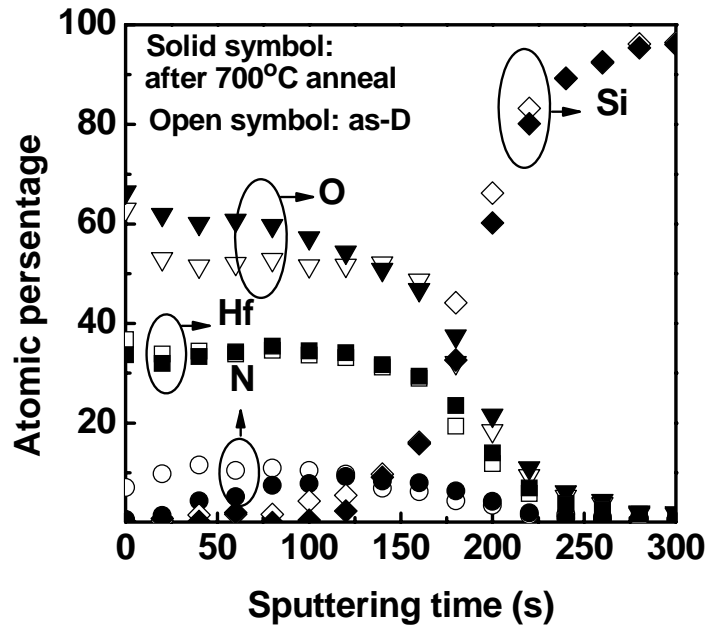 100
80
60
40
20
Atomic persentage
Solid symbol:
after 700°C anneal
Open symbol: as-D
Si
O
Hf
N
0 50 100 150 200 250 300
Sputtering time (s)